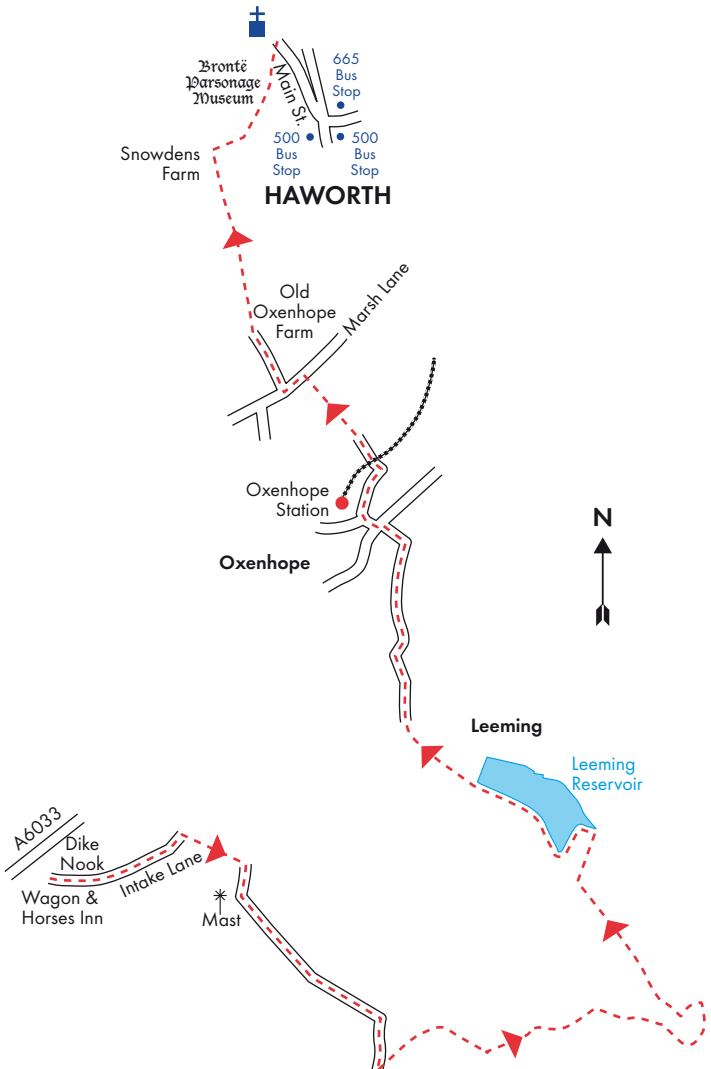 Brontë
Parsonage
Museum
Main St.
665
Bus
Stop
500
Bus
Stop
500
Bus
Stop
Snowdens
Farm
HAWORTH
Old
Oxenhope
Farm
Marsh Lane
Oxenhope
Station
Oxenhope
N
Leeming
Leeming
Reservoir
A6033
Dike
Nook
Intake Lane
Wagon &
Horses Inn
Mast